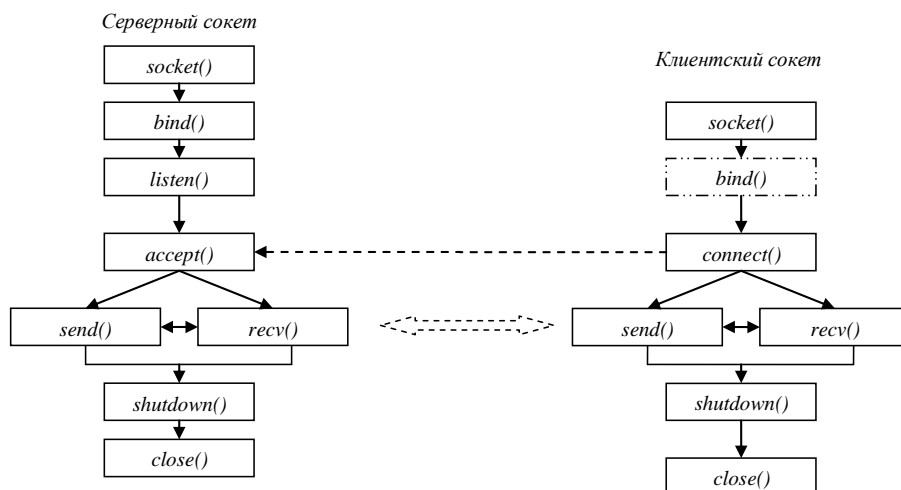 Серверный сокет
socket()
bind()
listen()
accept()
send()
recv()
shutdown()
close()
Клиентский сокет
socket()
bind()
connect()
send()
recv()
shutdown()
close()